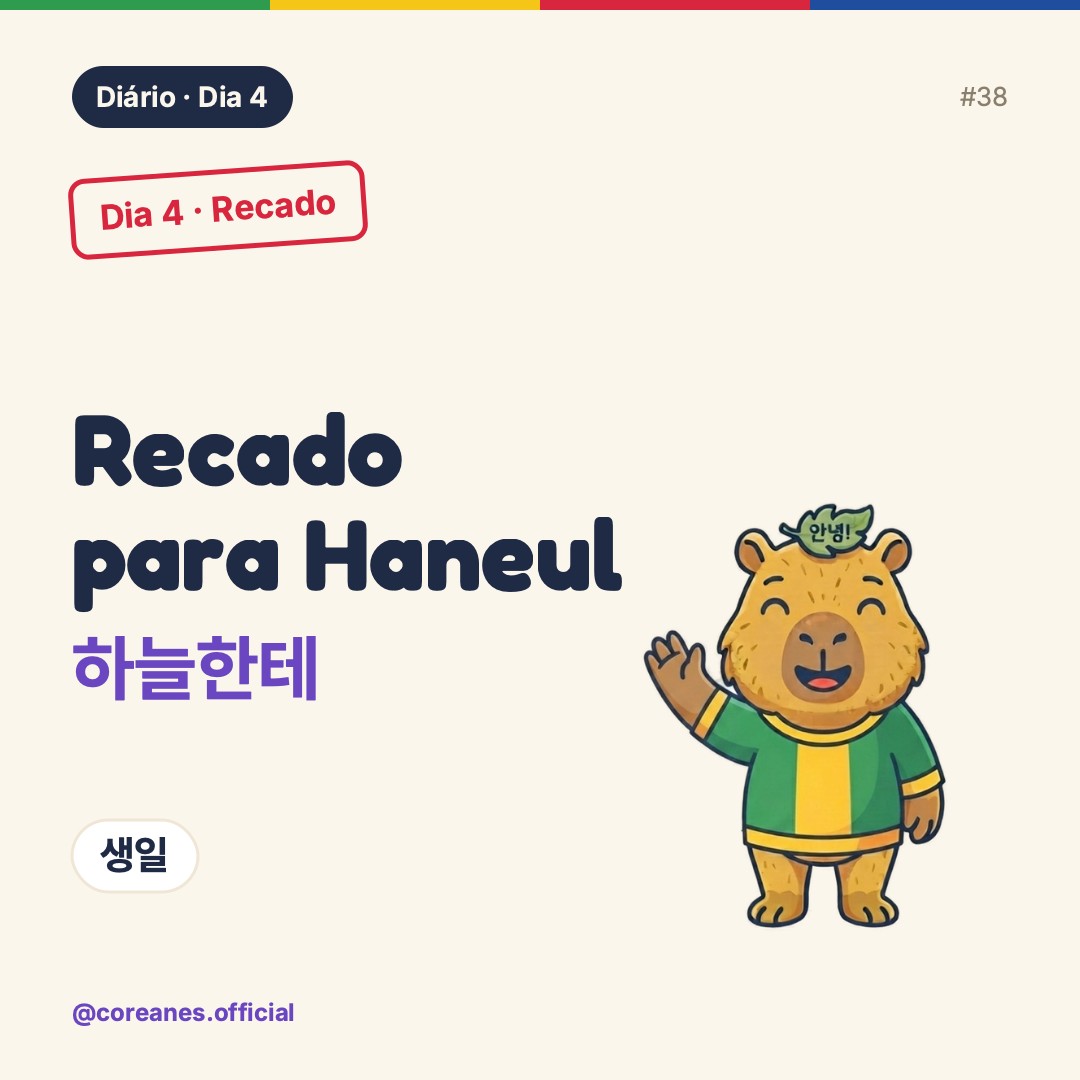 Diário · Dia 4
#38
Dia 4 · Recado
Recado
para Haneul
하늘한테
안녕!
생일
@coreanes.official